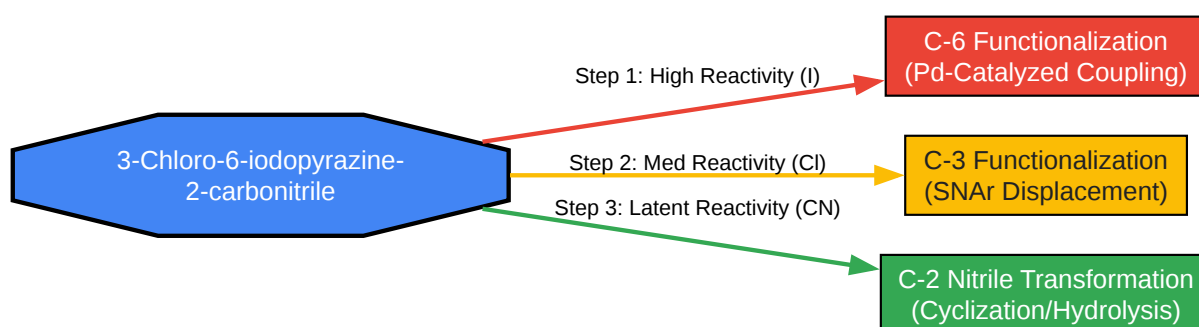 3-Chloro-6-iodopyrazine-
2-carbonitrile
Step 1: High Reactivity (I)
C-6 Functionalization
(Pd-Catalyzed Coupling)
Step 2: Med Reactivity (Cl)
C-3 Functionalization
(SNAr Displacement)
Step 3: Latent Reactivity (CN)
C-2 Nitrile Transformation
(Cyclization/Hydrolysis)